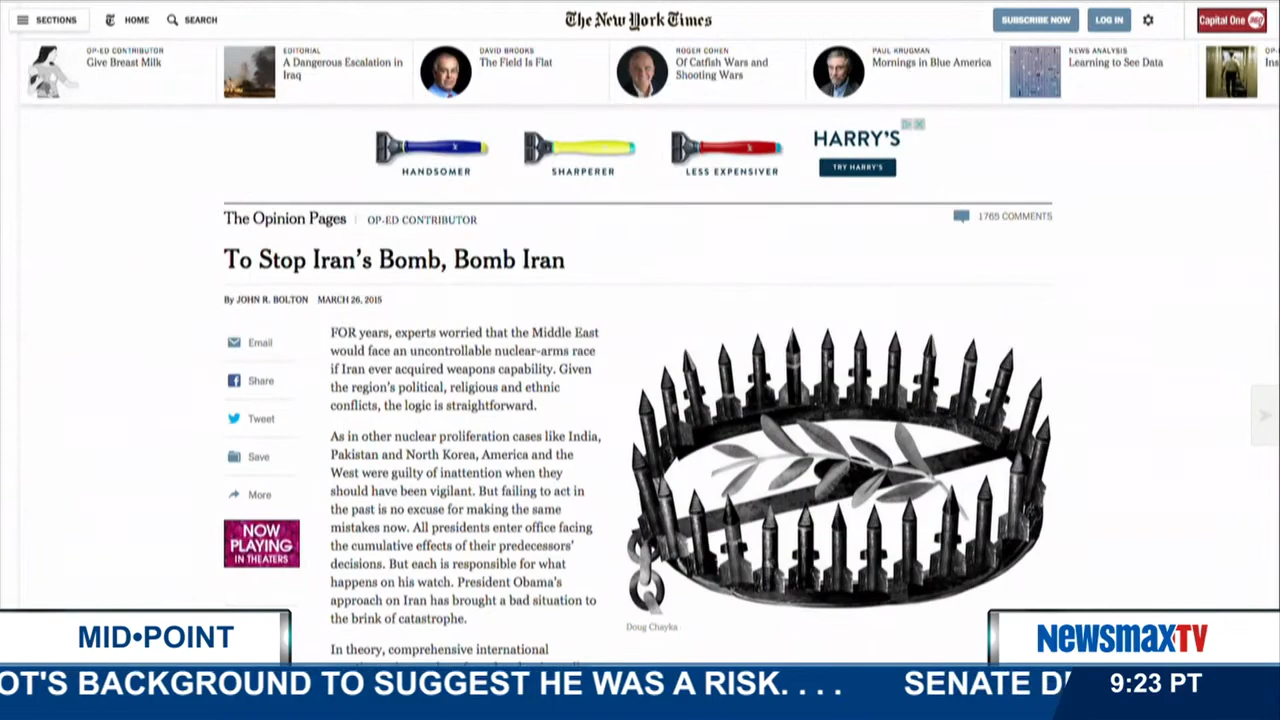 SECTIONS
HOME
SEARCH
The New York Times
SUBSCRIBE NOW
LOG IN
Capital One 360
OP-ED CONTRIBUTOR
Give Breast Milk
EDITORIAL
A Dangerous Escalation in
Iraq
DAVID BROOKS
The Field Is Flat
ROGER COHEN
Of Catfish Wars and
Shooting Wars
PAUL KRUGMAN
Mornings in Blue America
NEWS ANALYSIS
Learning to See Data
OP-
Ins
HANDSOMER
SHARPERER
LESS EXPENSIVER
HARRY'S
TRY HARRY'S
The Opinion Pages | OP-ED CONTRIBUTOR
1765 COMMENTS
To Stop Iran's Bomb, Bomb Iran
By JOHN R. BOLTON MARCH 26, 2015
Email
Share
Tweet
Save
More
NOW
PLAYING
IN THEATERS
FOR years, experts worried that the Middle East
would face an uncontrollable nuclear-arms race
if Iran ever acquired weapons capability. Given
the region's political, religious and ethnic
conflicts, the logic is straightforward.
As in other nuclear proliferation cases like India,
Pakistan and North Korea, America and the
West were guilty of inattention when they
should have been vigilant. But failing to act in
the past is no excuse for making the same
mistakes now. All presidents enter office facing
the cumulative effects of their predecessors'
decisions. But each is responsible for what
happens on his watch. President Obama's
approach on Iran has brought a bad situation to
the brink of catastrophe.
In theory, comprehensive international
Doug Chayka
MID•POINT
NEWSMAXTV
OT'S BACKGROUND TO SUGGEST HE WAS A RISK. . . . SENATE D
9:23 PT